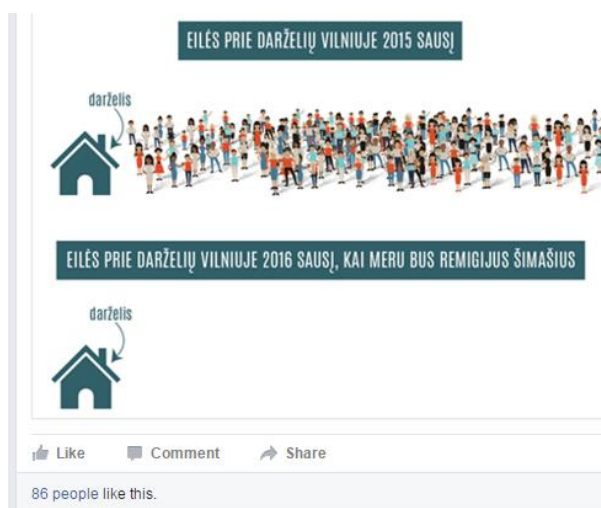 EILĖS PRIE DARŽELIŲ VILNIUJE 2015 SAUSĮ
darželis
EILĖS PRIE DARŽELIŲ VILNIUJE 2016 SAUSĮ, KAI MERU BUS REMIGIJUS ŠIMAŠIUS
darželis
Like Comment Share
86 people like this.